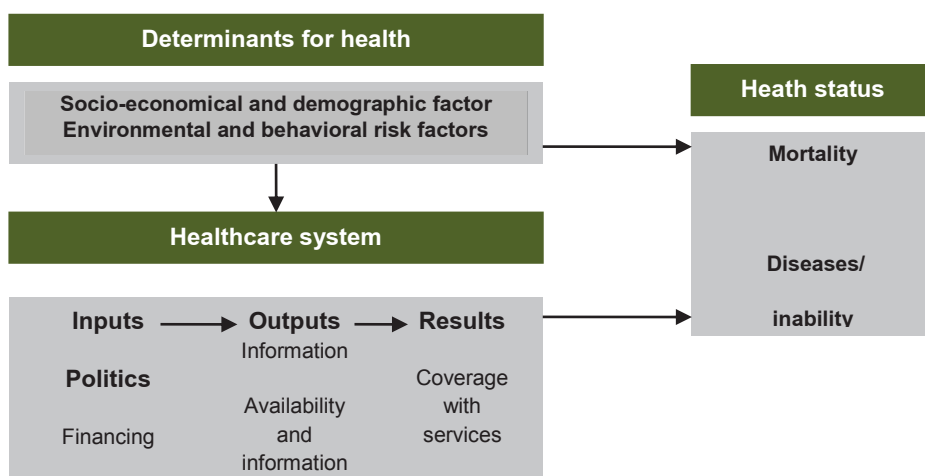 Determinants for health
Socio-economical and demographic factor
Environmental and behavioral risk factors
Heath status
Mortality
Diseases/
inability
Healthcare system
Inputs
Politics
Financing
Outputs
Information
Availability
and
information
Results
Coverage
with
services